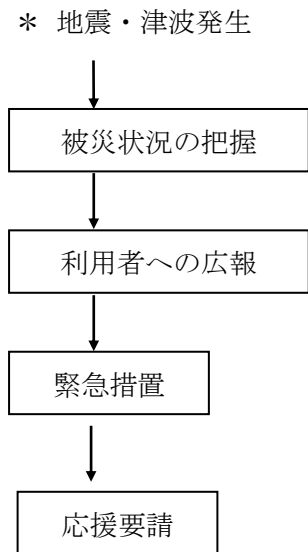 ＊ 地震・津波発生
被災状況の把握
利用者への広報
緊急措置
応援要請